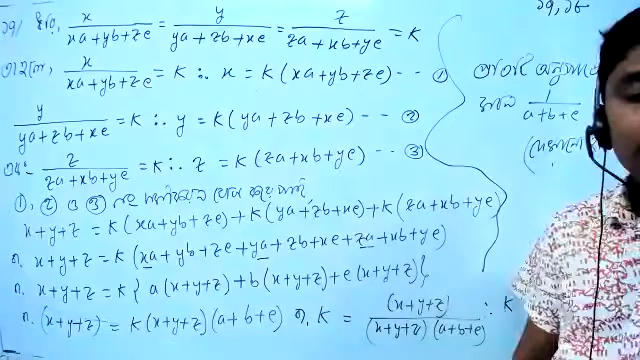 ১৭, ১৮
১৭/ ধরি, x/(xa+yb+ze) = y/(ya+zb+xe) = z/(za+xb+ye) = K
তাহলে, x/(xa+yb+ze) = K ∴ x = K(xa+yb+ze) -- ①
y/(ya+zb+xe) = K ∴ y = K(ya+zb+xe) -- ②
z/(za+xb+ye) = K ∴ z = K(za+xb+ye) -- ③
①, ② ও ③ নং সমীকরণ যোগ করে
x+y+z = K(xa+yb+ze)+K(ya+zb+xe)+K(za+xb+ye)
বা, x+y+z = K(xa+yb+ze+ya+zb+xe+za+xb+ye)
বা, x+y+z = K{a(x+y+z)+b(x+y+z)+e(x+y+z)}
বা, (x+y+z) = K(x+y+z)(a+b+e) বা, K = (x+y+z)/((x+y+z)(a+b+e)) ∴ K
1/(a+b+e)